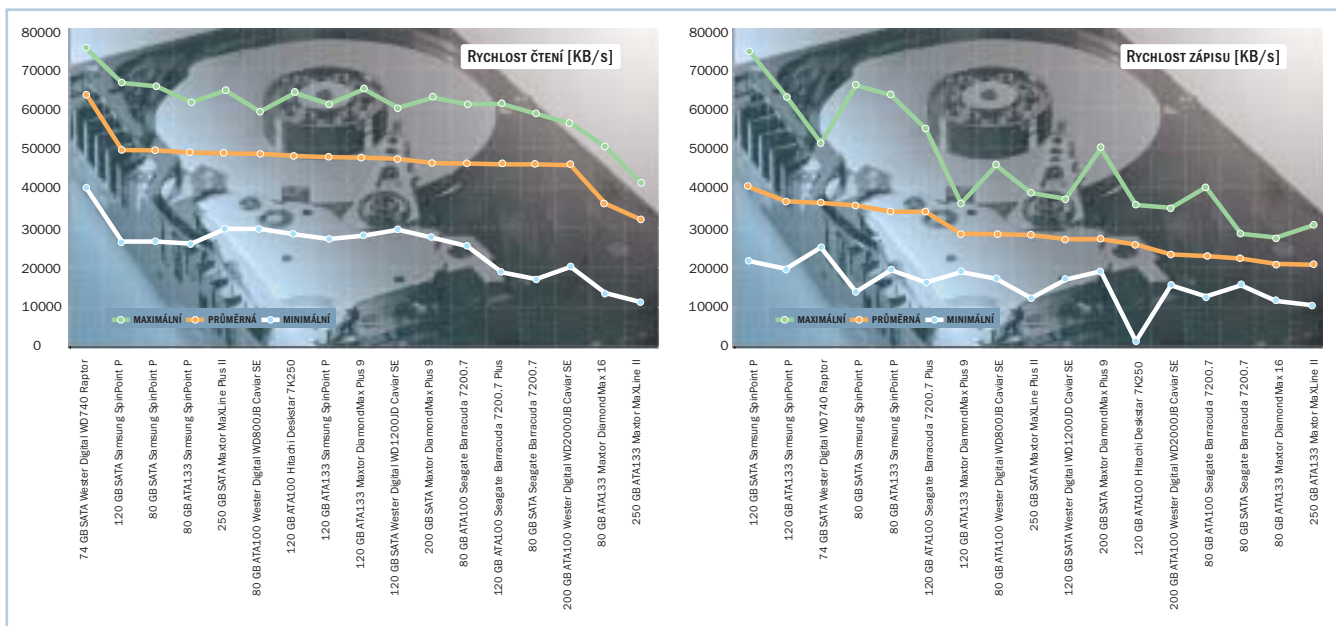 RYCHLOST ČTENÍ [KB/s]
80000
70000
60000
50000
40000
30000
20000
10000
0
MAXIMÁLNÍ PRŮMĚRNÁ MINIMÁLNÍ
74 GB SATA Wester Digital WD740 Raptor
120 GB SATA Samsung SpinPoint P
80 GB SATA Samsung SpinPoint P
80 GB ATA133 Samsung SpinPoint P
250 GB SATA Maxtor MaXLine Plus II
80 GB ATA100 Wester Digital WD800JB Caviar SE
120 GB ATA100 Hitachi Deskstar 7K250
120 GB ATA133 Samsung SpinPoint P
120 GB ATA133 Maxtor DiamondMax Plus 9
120 GB SATA Wester Digital WD1200JD Caviar SE
200 GB SATA Maxtor DiamondMax Plus 9
80 GB ATA100 Seagate Barracuda 7200.7
120 GB ATA100 Seagate Barracuda 7200.7 Plus
80 GB SATA Seagate Barracuda 7200.7
200 GB ATA100 Wester Digital WD2000JB Caviar SE
80 GB ATA133 Maxtor DiamondMax 16
250 GB ATA133 Maxtor MaXLine II
RYCHLOST ZÁPISU [KB/s]
80000
70000
60000
50000
40000
30000
20000
10000
0
MAXIMÁLNÍ PRŮMĚRNÁ MINIMÁLNÍ
120 GB SATA Samsung SpinPoint P
120 GB ATA133 Samsung SpinPoint P
74 GB SATA Wester Digital WD740 Raptor
80 GB SATA Samsung SpinPoint P
80 GB ATA133 Samsung SpinPoint P
120 GB ATA100 Seagate Barracuda 7200.7 Plus
120 GB ATA133 Maxtor DiamondMax Plus 9
80 GB ATA100 Wester Digital WD800JB Caviar SE
250 GB SATA Maxtor MaXLine Plus II
120 GB SATA Wester Digital WD1200JD Caviar SE
200 GB SATA Maxtor DiamondMax Plus 9
120 GB ATA100 Hitachi Deskstar 7K250
200 GB ATA100 Wester Digital WD2000JB Caviar SE
80 GB ATA100 Seagate Barracuda 7200.7
80 GB SATA Seagate Barracuda 7200.7
80 GB ATA133 Maxtor DiamondMax 16
250 GB ATA133 Maxtor MaXLine II